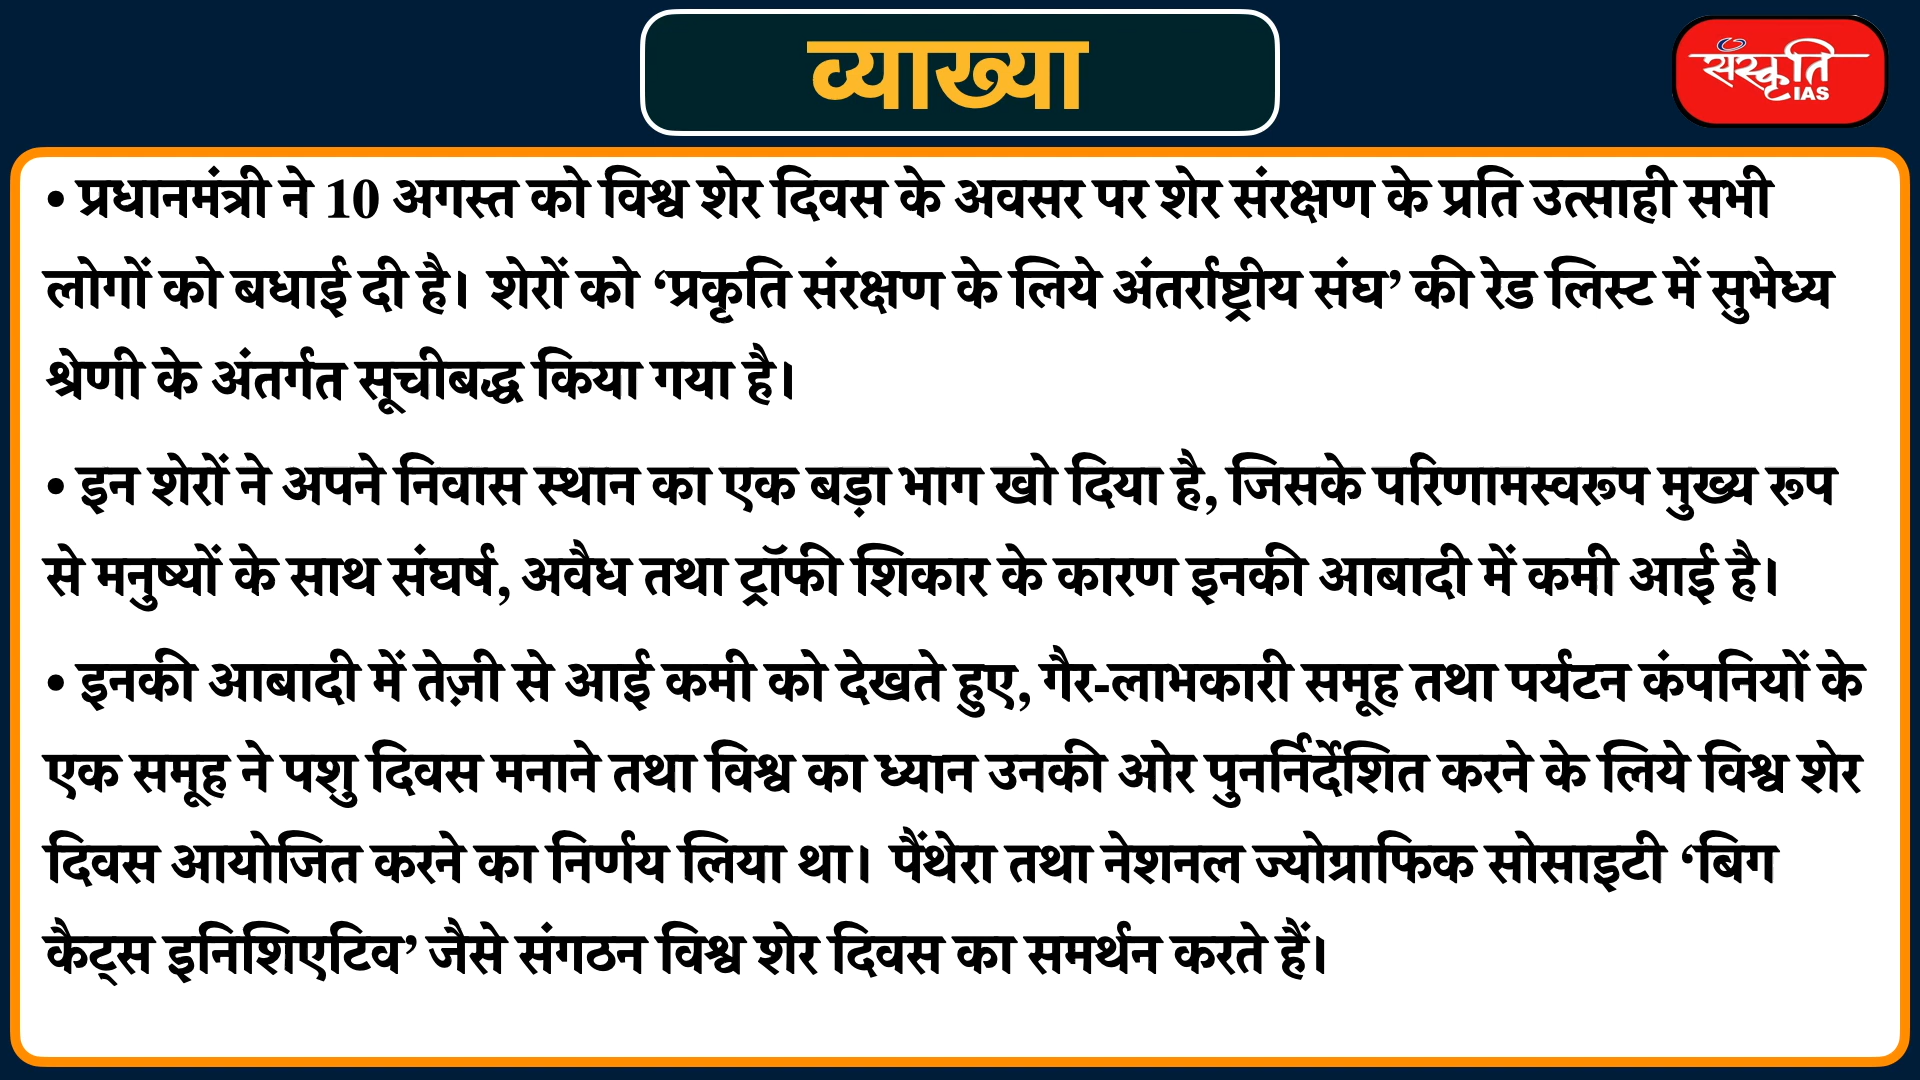 व्याख्या
संस्कृति
IAS
• प्रधानमंत्री ने 10 अगस्त को विश्व शेर दिवस के अवसर पर शेर संरक्षण के प्रति उत्साही सभी
लोगों को बधाई दी है। शेरों को ‘प्रकृति संरक्षण के लिये अंतर्राष्ट्रीय संघ’ की रेड लिस्ट में सुभेध्य
श्रेणी के अंतर्गत सूचीबद्ध किया गया है।
• इन शेरों ने अपने निवास स्थान का एक बड़ा भाग खो दिया है, जिसके परिणामस्वरूप मुख्य रूप
से मनुष्यों के साथ संघर्ष, अवैध तथा ट्रॉफी शिकार के कारण इनकी आबादी में कमी आई है।
• इनकी आबादी में तेज़ी से आई कमी को देखते हुए, गैर-लाभकारी समूह तथा पर्यटन कंपनियों के
एक समूह ने पशु दिवस मनाने तथा विश्व का ध्यान उनकी ओर पुनर्निर्देशित करने के लिये विश्व शेर
दिवस आयोजित करने का निर्णय लिया था। पैंथेरा तथा नेशनल ज्योग्राफिक सोसाइटी ‘बिग
कैट्स इनिशिएटिव’ जैसे संगठन विश्व शेर दिवस का समर्थन करते हैं।